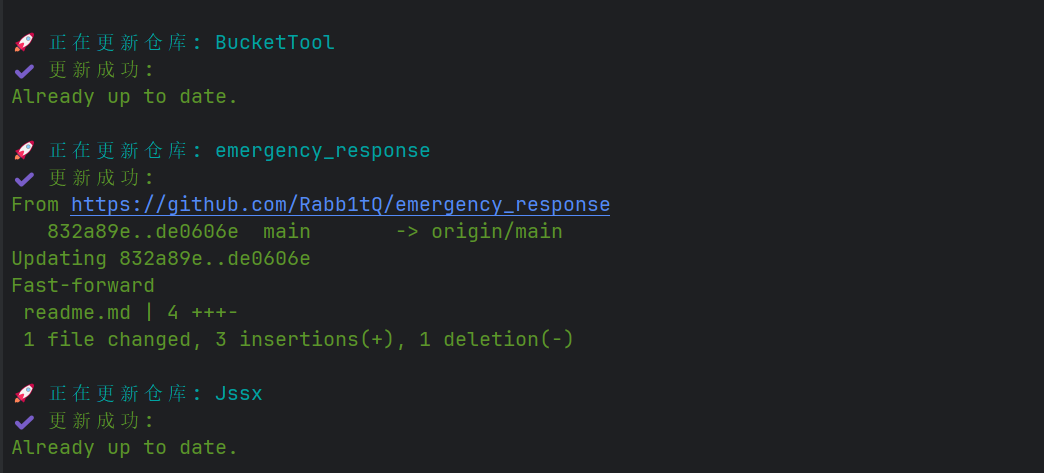 🚀 正在更新仓库: BucketTool
✔ 更新成功:
Already up to date.
🚀 正在更新仓库: emergency_response
✔ 更新成功:
From https://github.com/Rabb1tQ/emergency_response
   832a89e..de0606e  main       -> origin/main
Updating 832a89e..de0606e
Fast-forward
 readme.md | 4 +++-
 1 file changed, 3 insertions(+), 1 deletion(-)
🚀 正在更新仓库: Jssx
✔ 更新成功:
Already up to date.